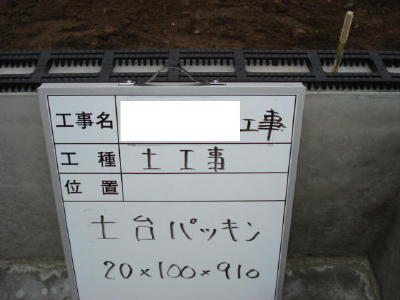 工事名 工事
工種 土工事
位置
土台パッキン
20×100×910